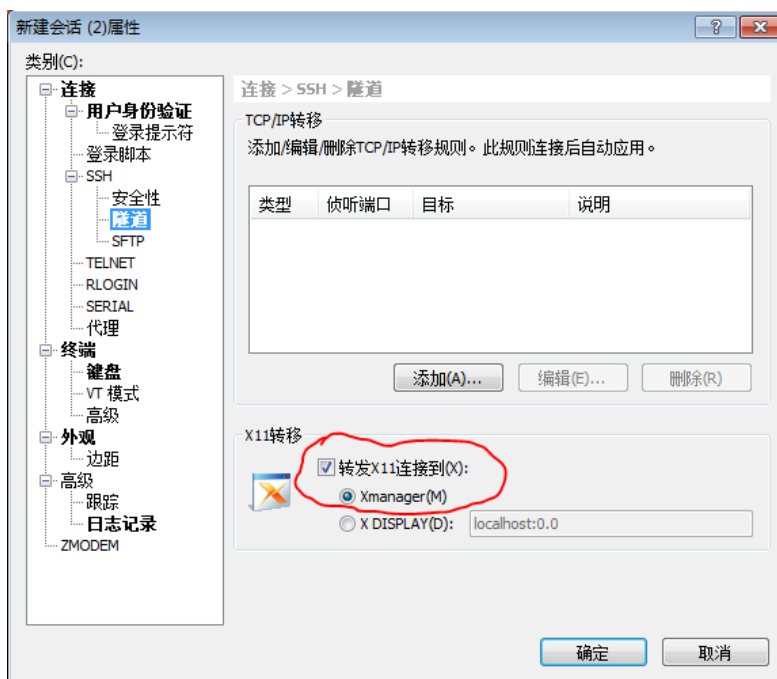 新建会话 (2)属性
类别(C):
连接
用户身份验证
登录提示符
登录脚本
SSH
安全性
隧道
SFTP
TELNET
RLOGIN
SERIAL
代理
终端
键盘
VT 模式
高级
外观
边距
高级
跟踪
日志记录
ZMODEM
连接 > SSH > 隧道
TCP/IP转移
添加/编辑/删除TCP/IP转移规则。此规则连接后自动应用。
类型 侦听端口 目标 说明
添加(A)... 编辑(E)... 删除(R)
X11转移
转发X11连接到(X):
Xmanager(M)
X DISPLAY(D): localhost:0.0
确定 取消